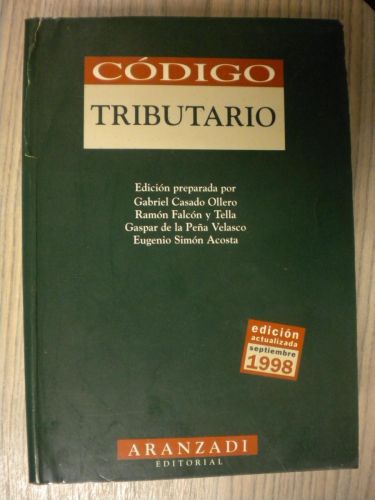 CÓDIGO
TRIBUTARIO
Edición preparada por
Gabriel Casado Ollero
Ramón Falcón y Tella
Gaspar de la Peña Velasco
Eugenio Simón Acosta
edición
actualizada
septiembre
1998
ARANZADI
EDITORIAL